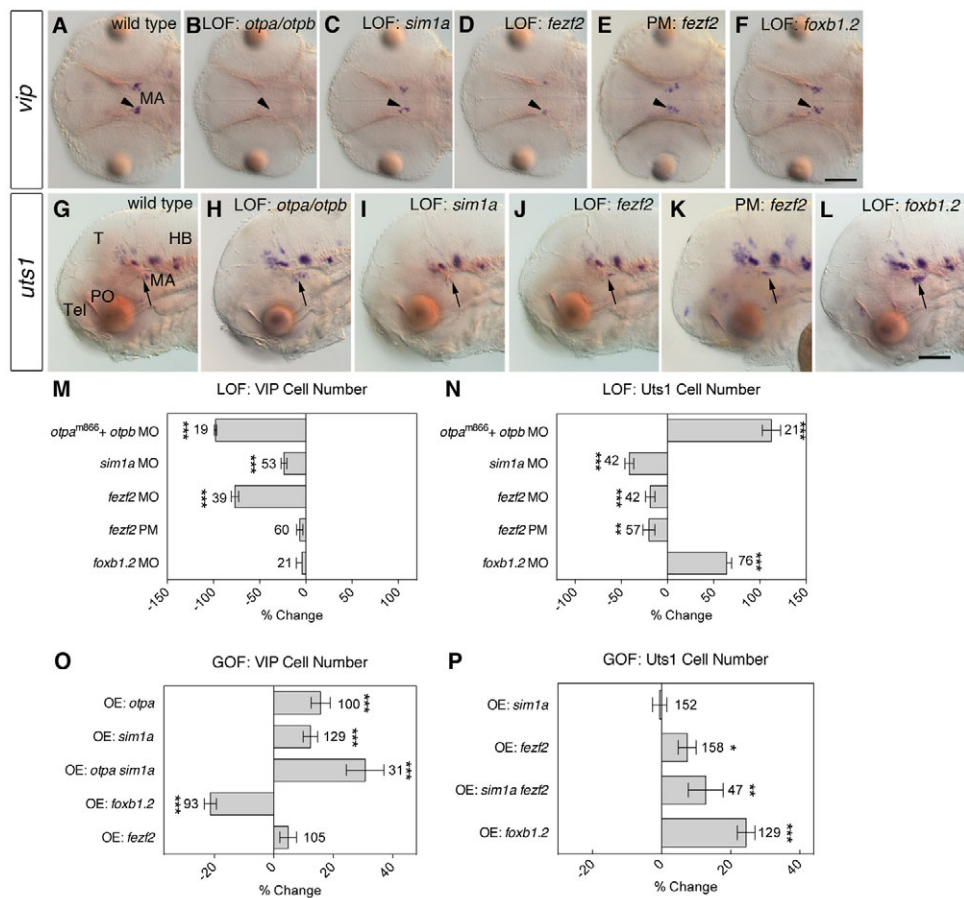 A wild type
B LOF: otpa/otpb
C LOF: sim1a
D LOF: fezf2
E PM: fezf2
F LOF: foxb1.2
vip
MA
G wild type
H LOF: otpa/otpb
I LOF: sim1a
J LOF: fezf2
K PM: fezf2
L LOF: foxb1.2
uts1
T HB
MA
PO
Tel
M LOF: VIP Cell Number
otpa^m866 + otpb MO *** 19
sim1a MO *** 53
fezf2 MO *** 39
fezf2 PM 60
foxb1.2 MO 21
-150 -100 -50 0 50 100
% Change
N LOF: Uts1 Cell Number
otpa^m866 + otpb MO 21 ***
sim1a MO *** 42
fezf2 MO *** 42
fezf2 PM ** 57
foxb1.2 MO 76 ***
-100 -50 0 50 100 150
% Change
O GOF: VIP Cell Number
OE: otpa 100 ***
OE: sim1a 129 ***
OE: otpa sim1a 31 ***
OE: foxb1.2 *** 93
OE: fezf2 105
-20 0 20 40
% Change
P GOF: Uts1 Cell Number
OE: sim1a 152
OE: fezf2 158 *
OE: sim1a fezf2 47 **
OE: foxb1.2 129 ***
-20 0 20 40
% Change